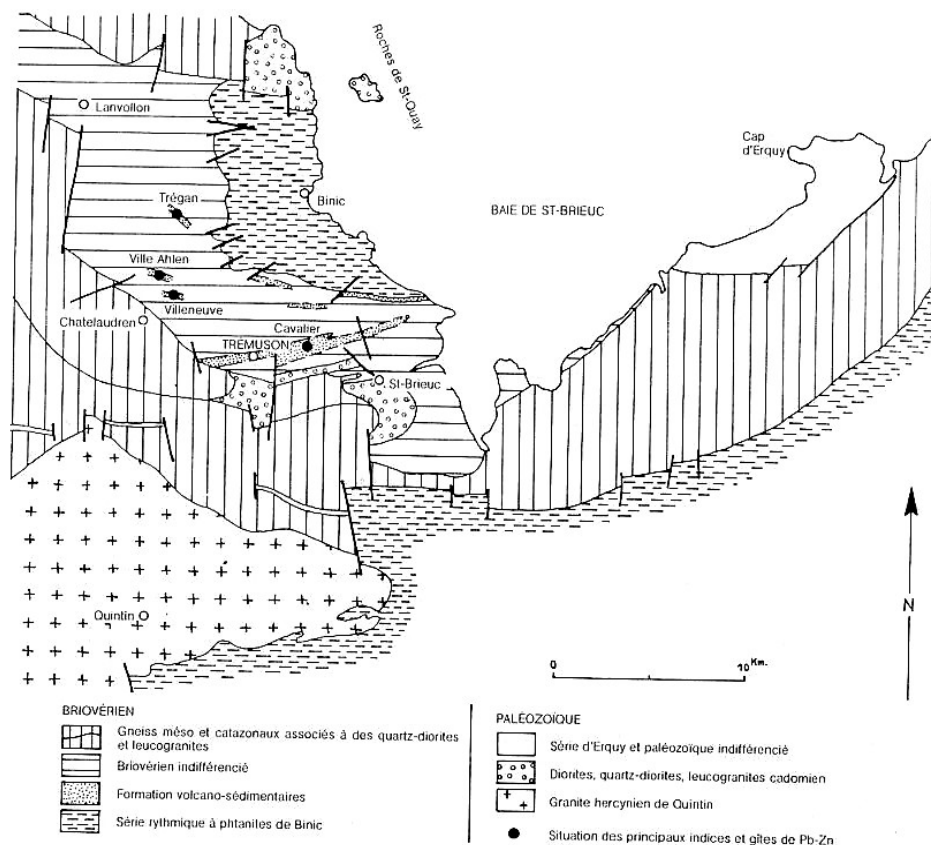 Roches de St-Quay
Lanvollon
Cap
d'Erquy
Trégan
Binic
BAIE DE ST-BRIEUC
Ville Ahlen
Villeneuve
Chatelaudren
Cavalier
TRÉMUSON
St-Brieuc
Quintin
N
0
10 Km.
BRIOVÉRIEN
Gneiss méso et catazonaux associés à des quartz-diorites
et leucogranites
Briovérien indifférencié
Formation volcano-sédimentaires
Série rythmique à phtanites de Binic
PALÉOZOÏQUE
Série d'Erquy et paléozoïque indifférencié
Diorites, quartz-diorites, leucogranites cadomien
Granite hercynien de Quintin
Situation des principaux indices et gîtes de Pb-Zn